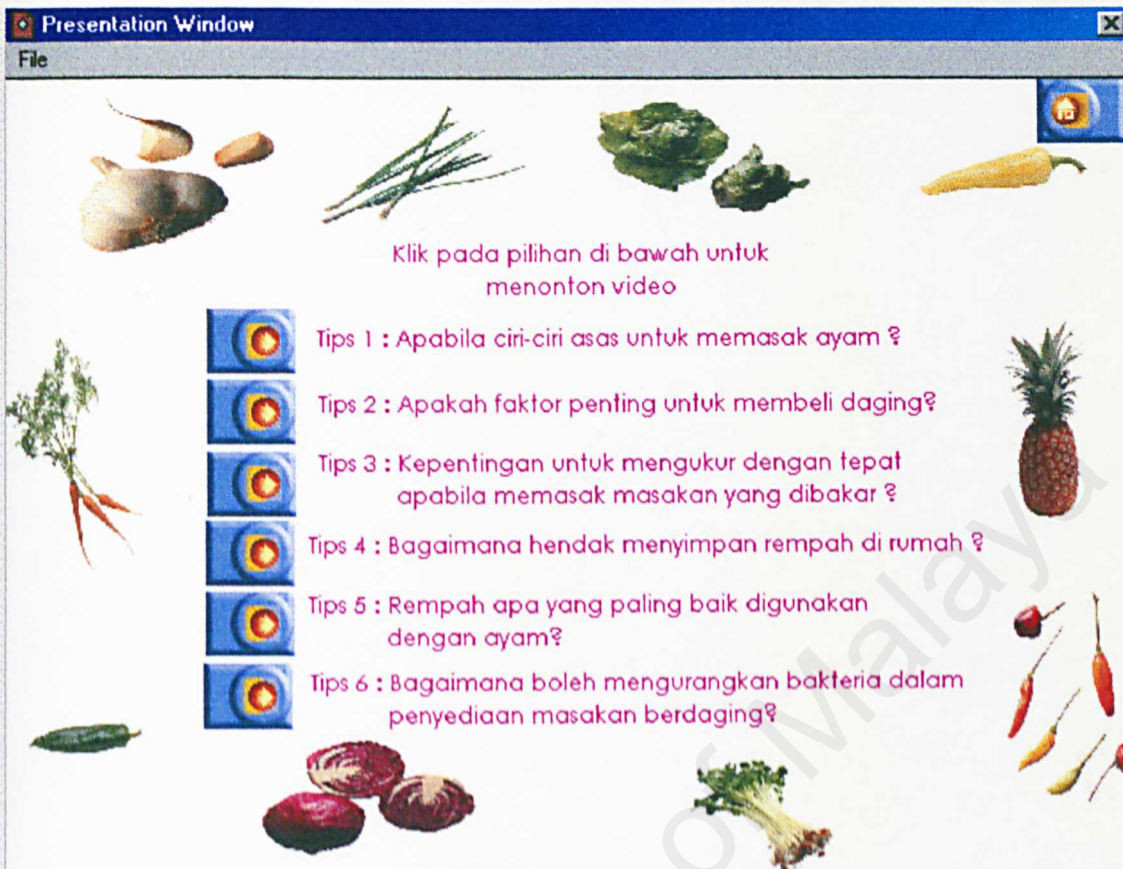 Presentation Window
File
Klik pada pilihan di bawah untuk
menonton video
Tips 1 : Apabila ciri-ciri asas untuk memasak ayam ?
Tips 2 : Apakah faktor penting untuk membeli daging?
Tips 3 : Kepentingan untuk mengukur dengan tepat
apabila memasak masakan yang dibakar ?
Tips 4 : Bagaimana hendak menyimpan rempah di rumah ?
Tips 5 : Rempah apa yang paling baik digunakan
dengan ayam?
Tips 6 : Bagaimana boleh mengurangkan bakteria dalam
penyediaan masakan berdaging?
of Malaya